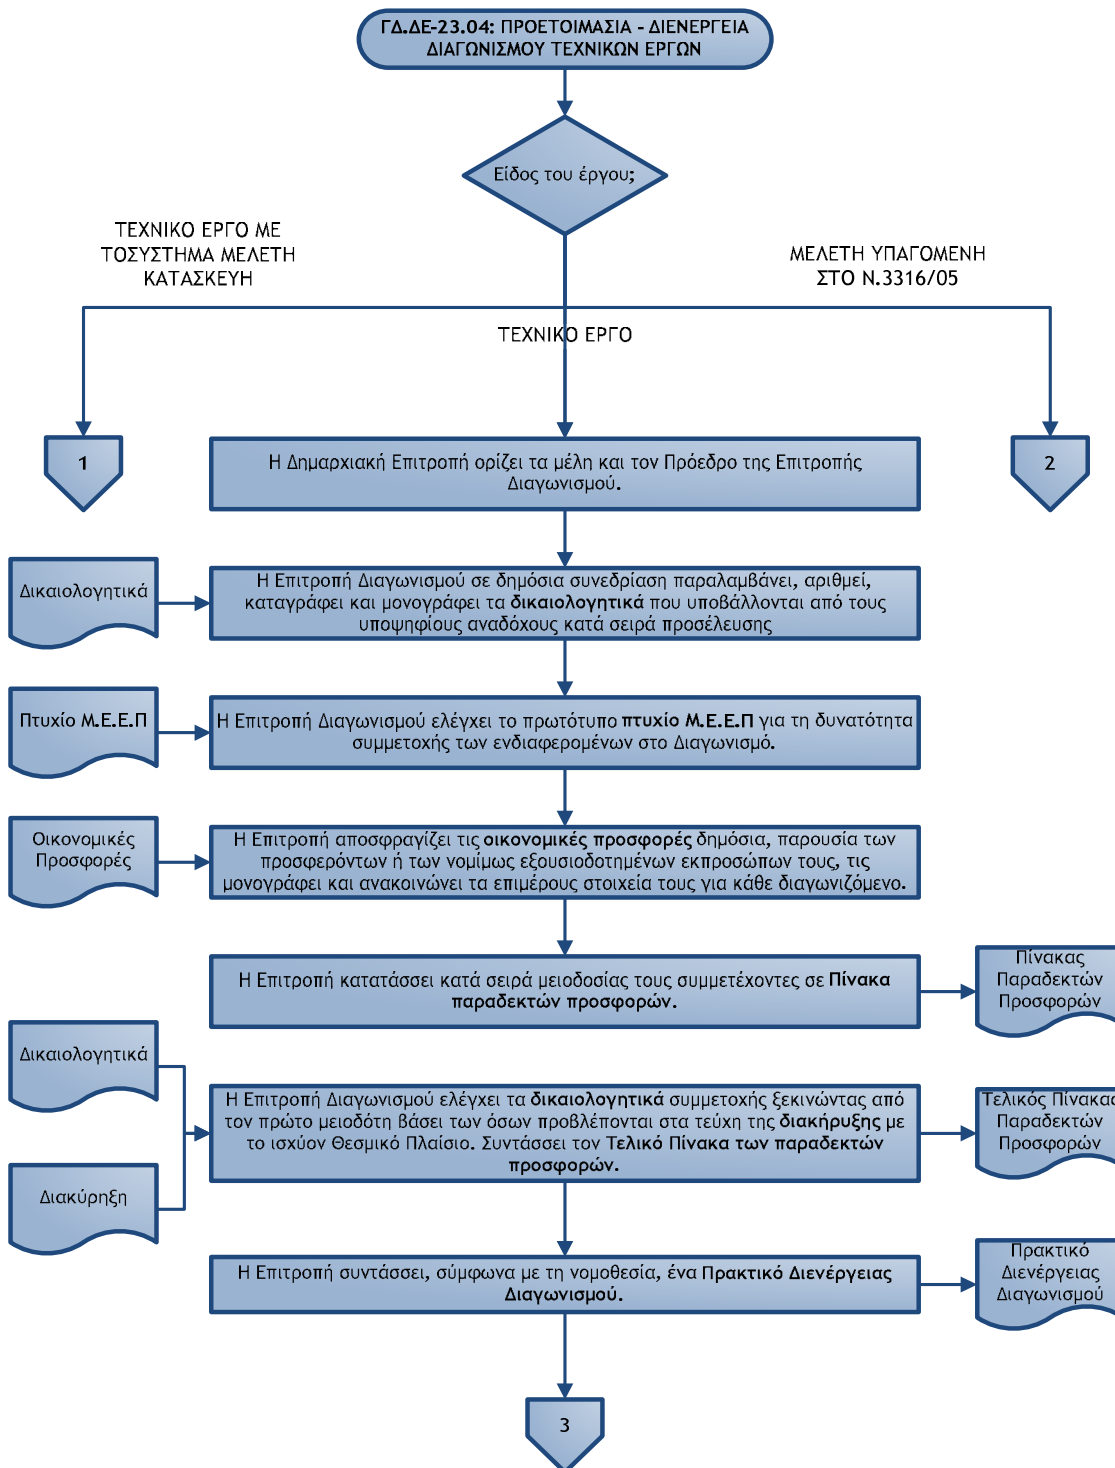 ΓΔ.ΔΕ-23.04: ΠΡΟΕΤΟΙΜΑΣΙΑ - ΔΙΕΝΕΡΓΕΙΑ
ΔΙΑΓΩΝΙΣΜΟΥ ΤΕΧΝΙΚΩΝ ΕΡΓΩΝ
Είδος του έργου;
ΤΕΧΝΙΚΟ ΕΡΓΟ ΜΕ
ΤΟΣΥΣΤΗΜΑ ΜΕΛΕΤΗ
ΚΑΤΑΣΚΕΥΗ
ΜΕΛΕΤΗ ΥΠΑΓΟΜΕΝΗ
ΣΤΟ Ν.3316/05
ΤΕΧΝΙΚΟ ΕΡΓΟ
1
Η Δημαρχιακή Επιτροπή ορίζει τα μέλη και τον Πρόεδρο της Επιτροπής
Διαγωνισμού.
2
Δικαιολογητικά
Η Επιτροπή Διαγωνισμού σε δημόσια συνεδρίαση παραλαμβάνει, αριθμεί,
καταγράφει και μονογράφει τα δικαιολογητικά που υποβάλλονται από τους
υποψηφίους αναδόχους κατά σειρά προσέλευσης
Πτυχίο Μ.Ε.Ε.Π
Η Επιτροπή Διαγωνισμού ελέγχει το πρωτότυπο πτυχίο Μ.Ε.Ε.Π για τη δυνατότητα
συμμετοχής των ενδιαφερομένων στο Διαγωνισμό.
Οικονομικές
Προσφορές
Η Επιτροπή αποσφραγίζει τις οικονομικές προσφορές δημόσια, παρουσία των
προσφερόντων ή των νομίμως εξουσιοδοτημένων εκπροσώπων τους, τις
μονογράφει και ανακοινώνει τα επιμέρους στοιχεία τους για κάθε διαγωνιζόμενο.
Η Επιτροπή κατατάσσει κατά σειρά μειοδοσίας τους συμμετέχοντες σε Πίνακα
παραδεκτών προσφορών.
Πίνακας
Παραδεκτών
Προσφορών
Δικαιολογητικά
Διακύρηξη
Η Επιτροπή Διαγωνισμού ελέγχει τα δικαιολογητικά συμμετοχής ξεκινώντας από
τον πρώτο μειοδότη βάσει των όσων προβλέπονται στα τεύχη της διακήρυξης με
το ισχύον Θεσμικό Πλαίσιο. Συντάσσει τον Τελικό Πίνακα των παραδεκτών
προσφορών.
Τελικός Πίνακας
Παραδεκτών
Προσφορών
Η Επιτροπή συντάσσει, σύμφωνα με τη νομοθεσία, ένα Πρακτικό Διενέργειας
Διαγωνισμού.
Πρακτικό
Διενέργειας
Διαγωνισμού
3